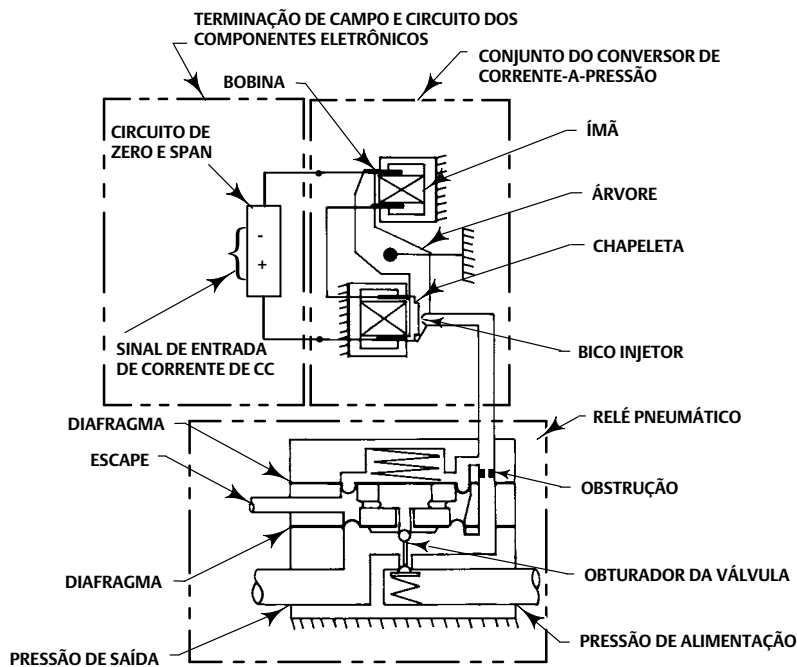 TERMINAÇÃO DE CAMPO E CIRCUITO DOS
COMPONENTES ELETRÔNICOS
CONJUNTO DO CONVERSOR DE
CORRENTE-A-PRESSÃO
BOBINA
CIRCUITO DE
ZERO E SPAN
ÍMÃ
ÁRVORE
CHAPELETA
-
+
SINAL DE ENTRADA
DE CORRENTE DE CC
BICO INJETOR
DIAFRAGMA
RELÉ PNEUMÁTICO
ESCAPE
OBSTRUÇÃO
DIAFRAGMA
OBTURADOR DA VÁLVULA
PRESSÃO DE SAÍDA
PRESSÃO DE ALIMENTAÇÃO